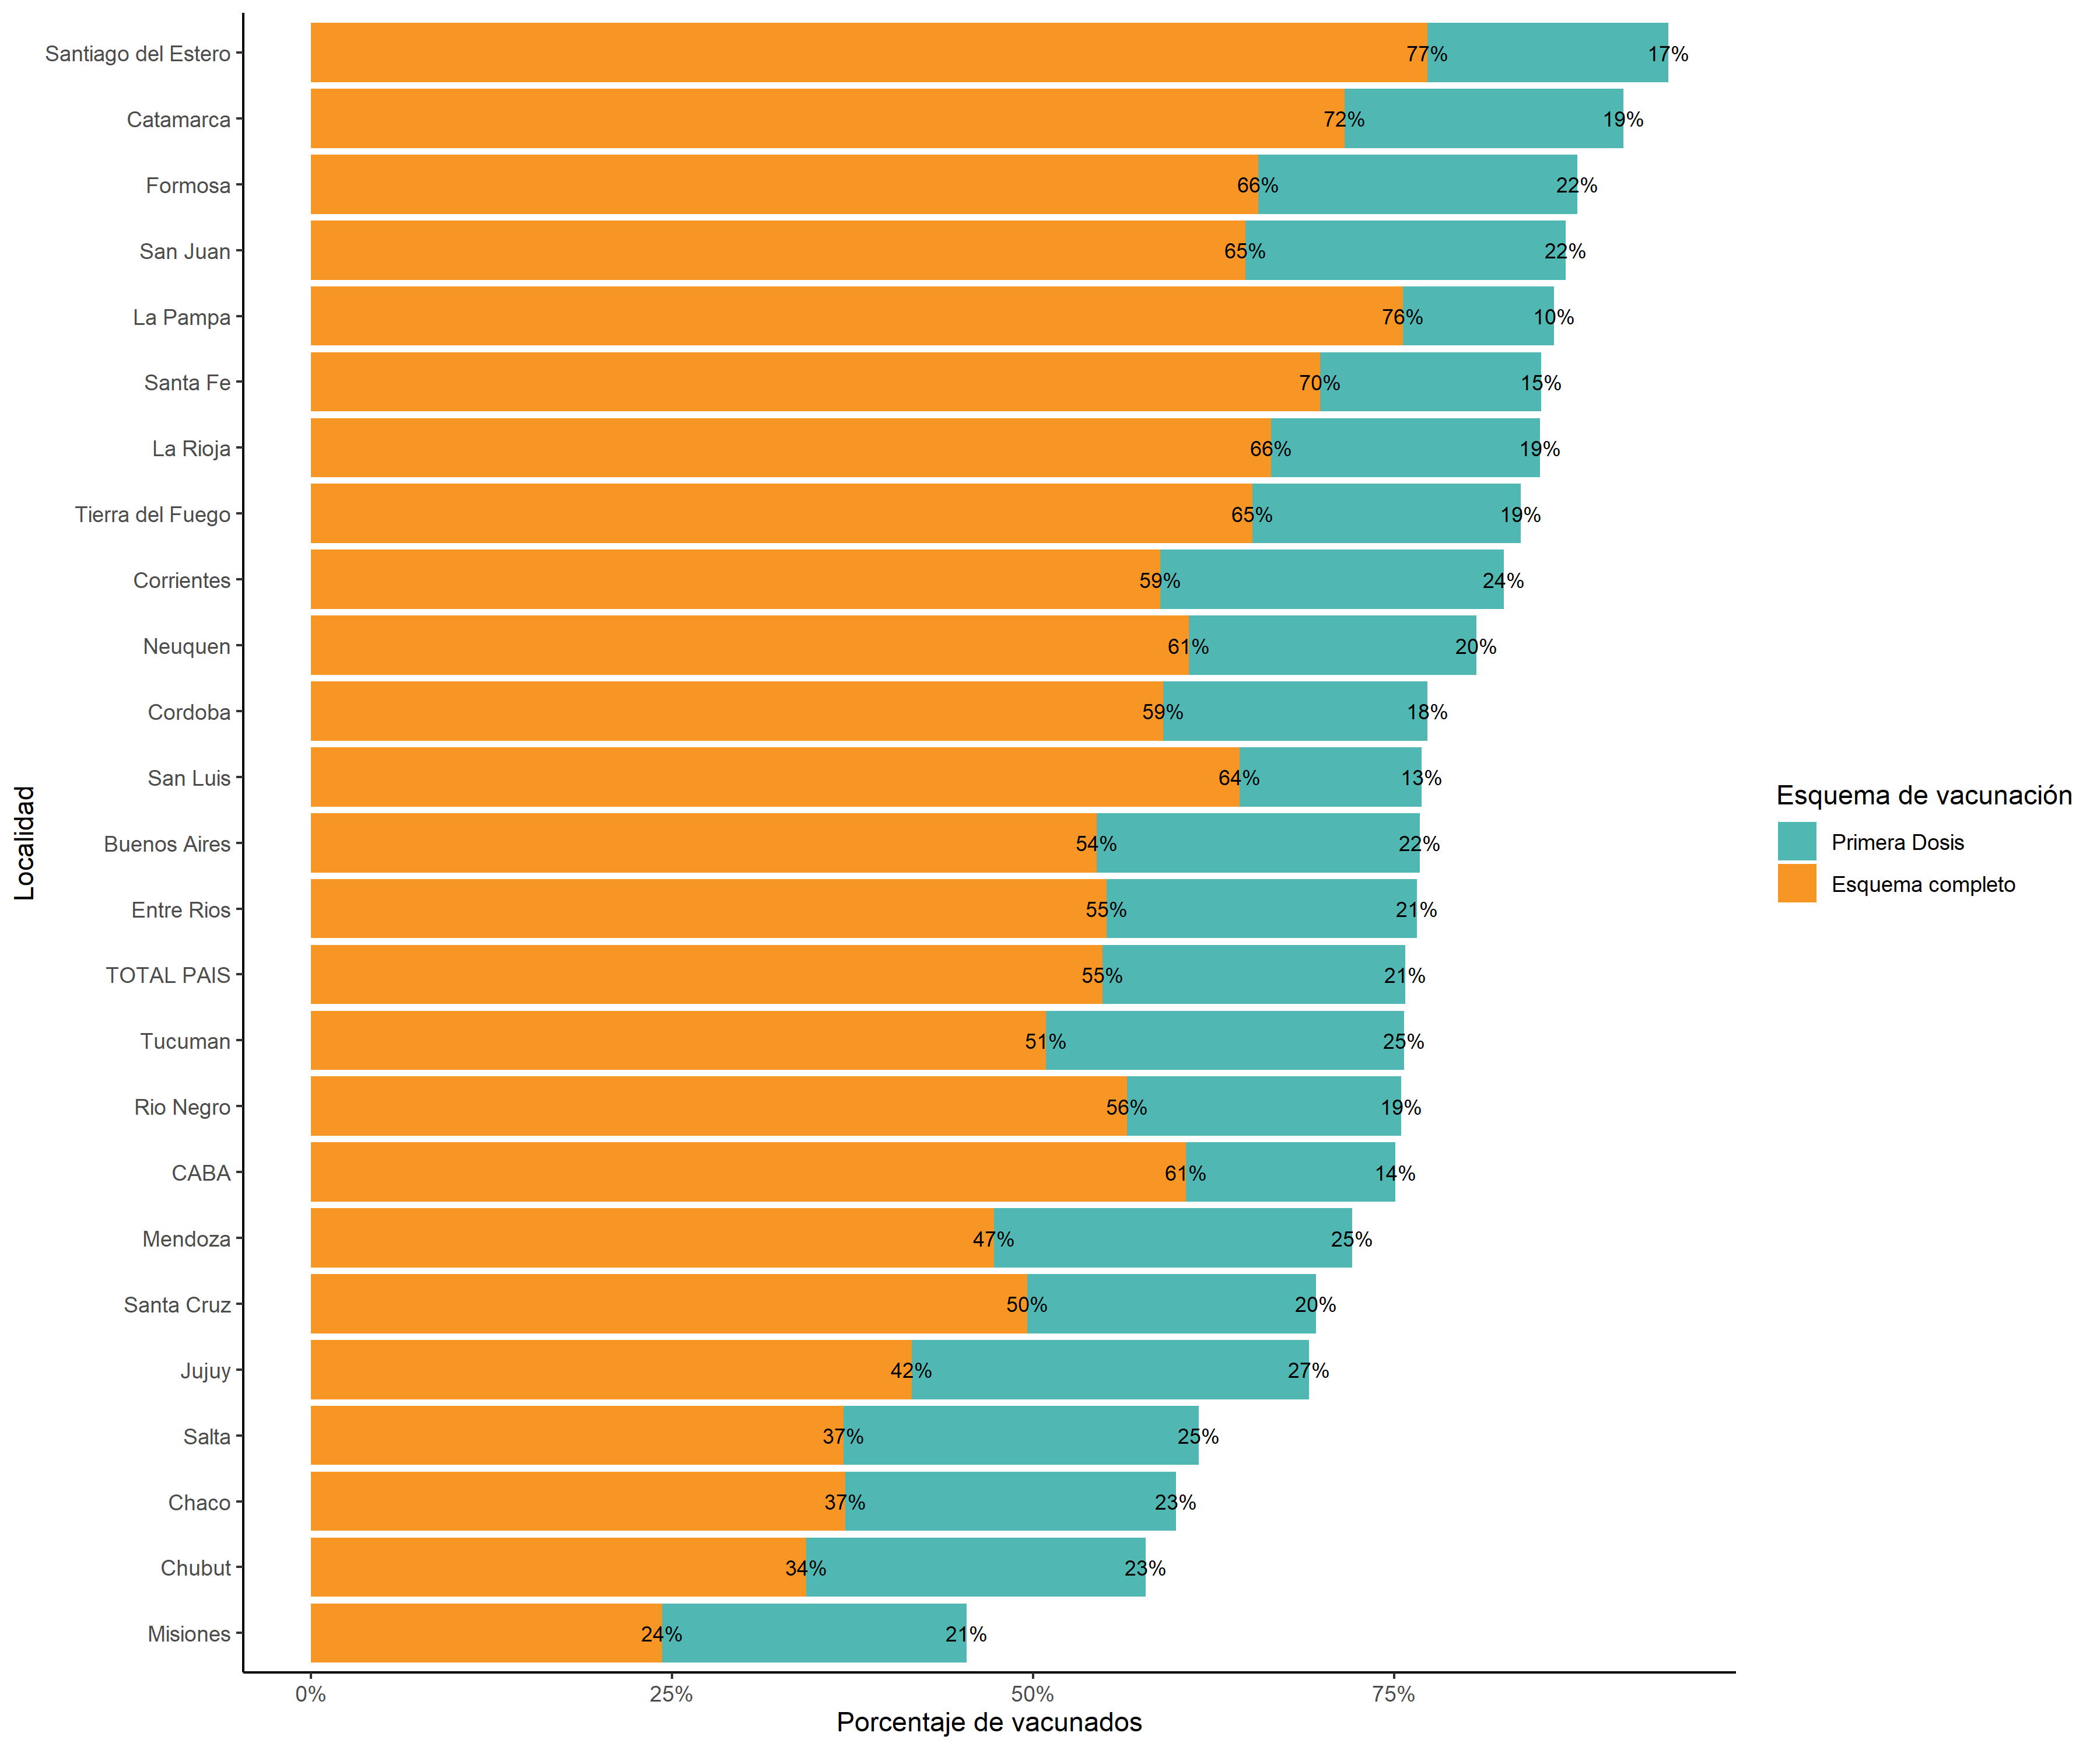 Santiago del Estero 77% 17%
Catamarca 72% 19%
Formosa 66% 22%
San Juan 65% 22%
La Pampa 76% 10%
Santa Fe 70% 15%
La Rioja 66% 19%
Tierra del Fuego 65% 19%
Corrientes 59% 24%
Neuquen 61% 20%
Cordoba 59% 18%
San Luis 64% 13%
Buenos Aires 54% 22%
Entre Rios 55% 21%
TOTAL PAIS 55% 21%
Tucuman 51% 25%
Rio Negro 56% 19%
CABA 61% 14%
Mendoza 47% 25%
Santa Cruz 50% 20%
Jujuy 42% 27%
Salta 37% 25%
Chaco 37% 23%
Chubut 34% 23%
Misiones 24% 21%
0% 25% 50% 75%
Porcentaje de vacunados
Localidad
Esquema de vacunación
Primera Dosis
Esquema completo